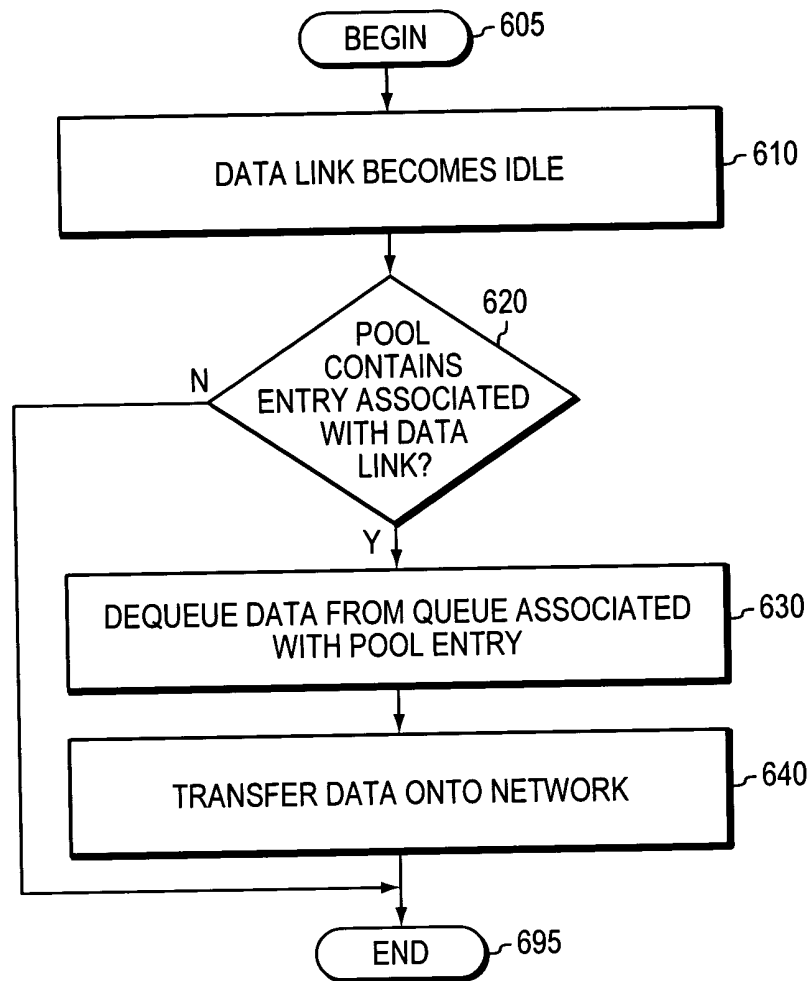 BEGIN
605
DATA LINK BECOMES IDLE
610
620
POOL
CONTAINS
ENTRY ASSOCIATED
WITH DATA
LINK?
N
Y
DEQUEUE DATA FROM QUEUE ASSOCIATED
WITH POOL ENTRY
630
TRANSFER DATA ONTO NETWORK
640
END
695